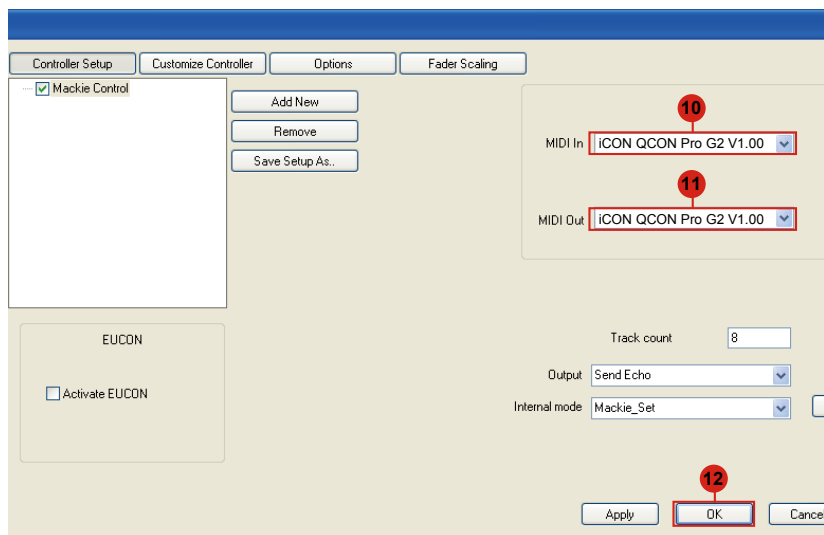 Controller Setup
Customize Controller
Options
Fader Scaling
Mackie Control
Add New
Remove
Save Setup As..
10
MIDI In
iCON QCON Pro G2 V1.00
11
MIDI Out
iCON QCON Pro G2 V1.00
EUCON
Activate EUCON
Track count
8
Output
Send Echo
Internal mode
Mackie_Set
12
Apply
OK
Cancel